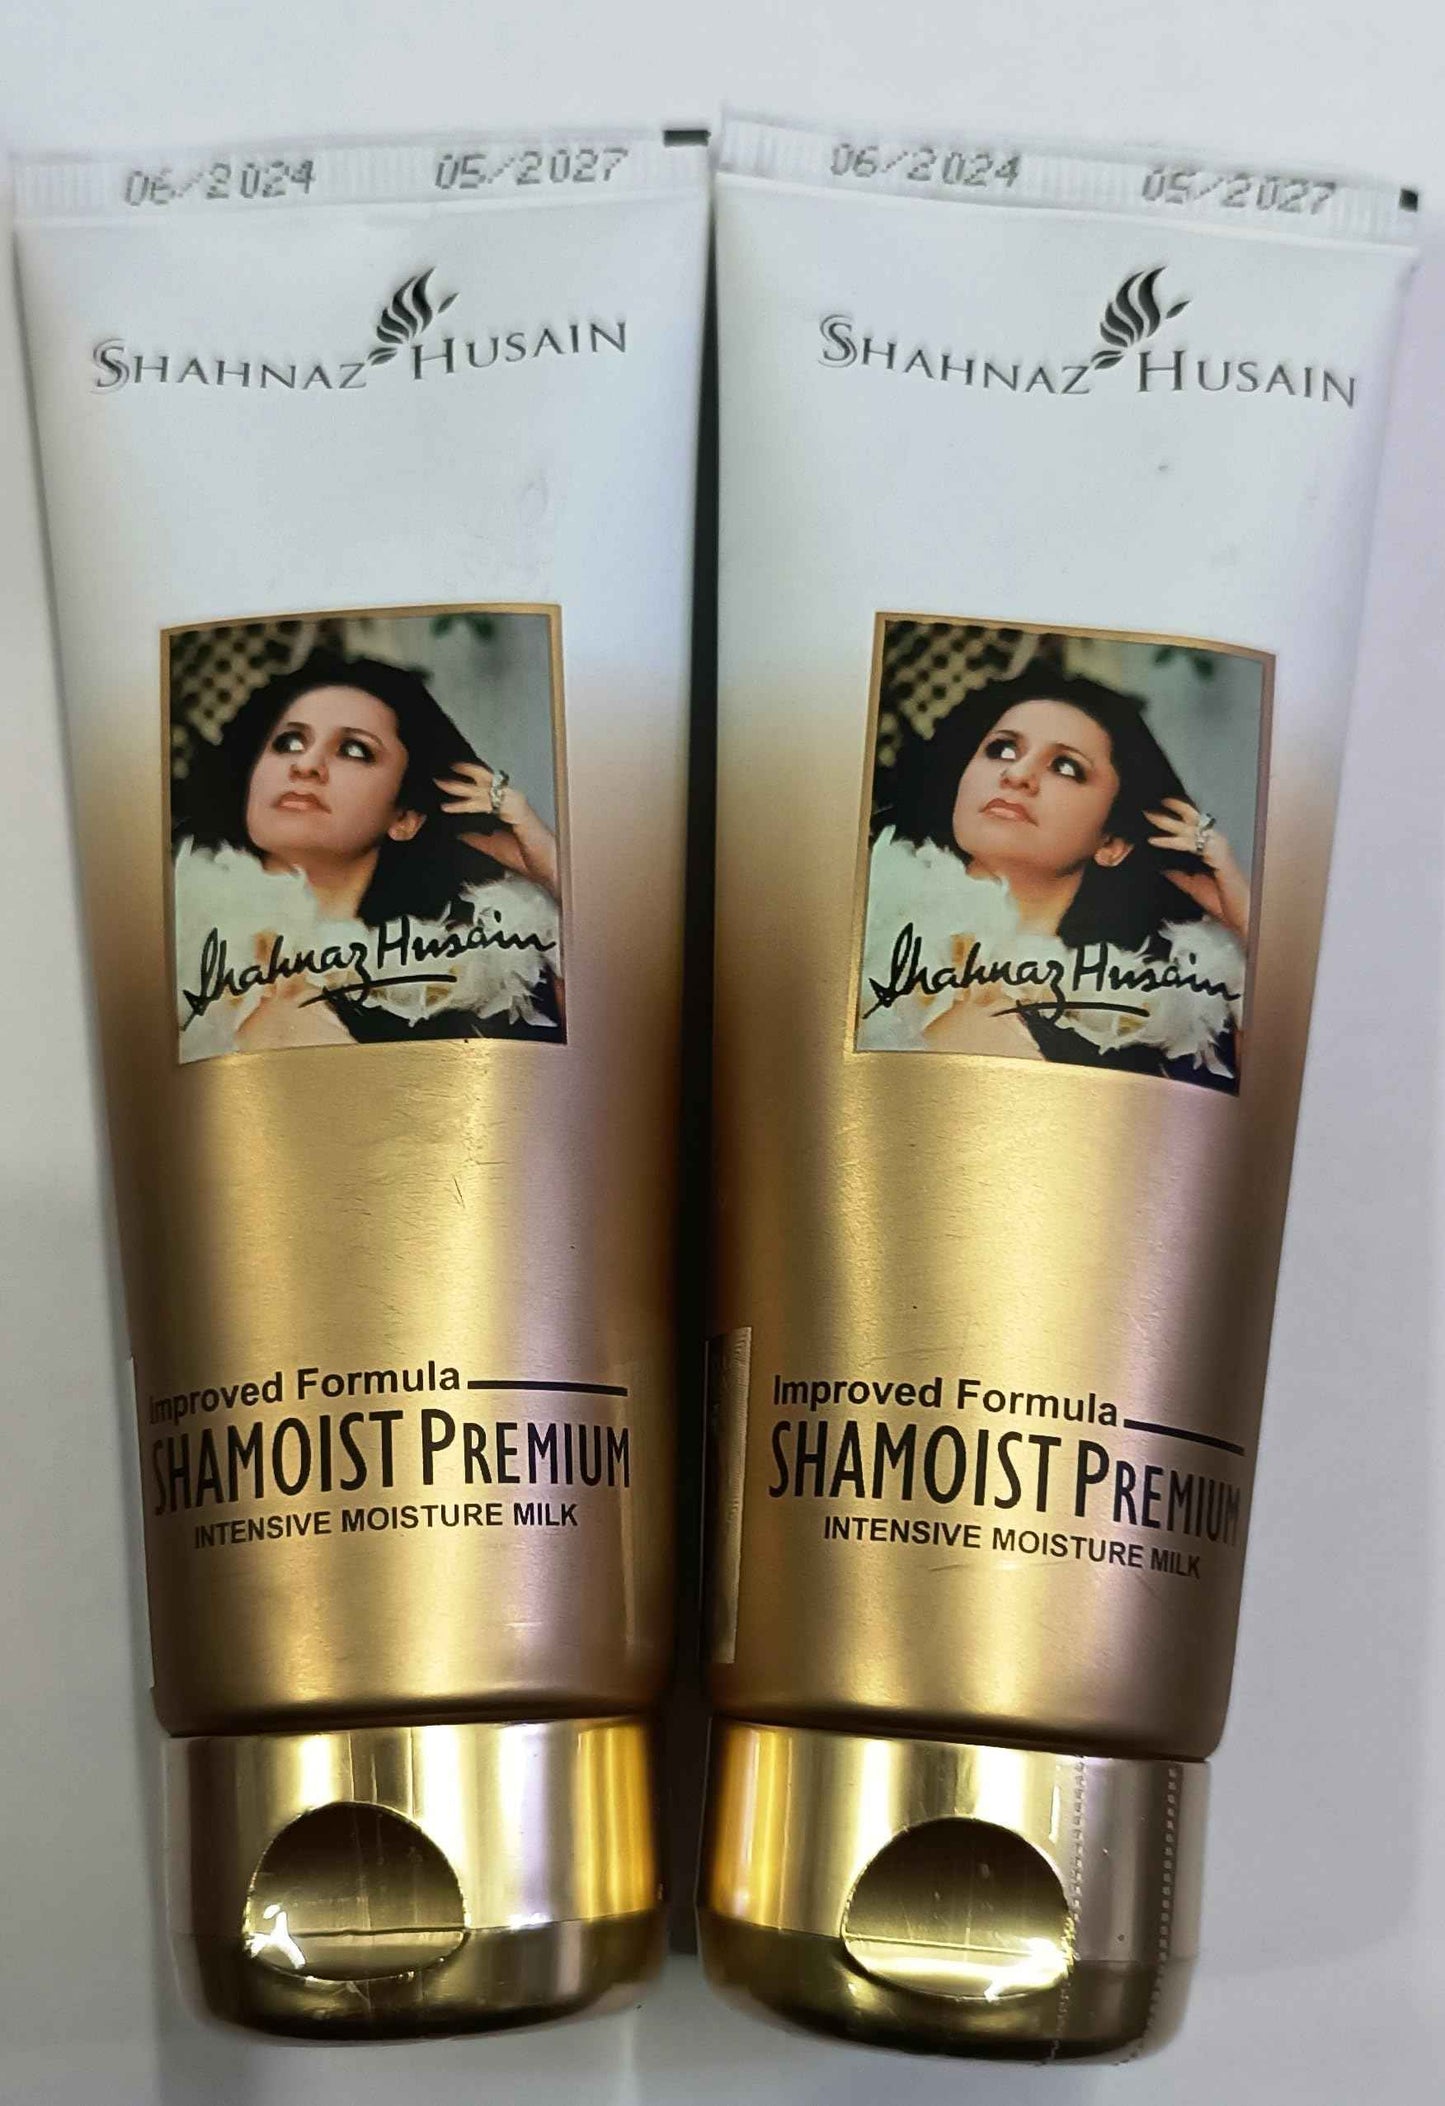 06/2024 05/2027
SHAHNAZ HUSAIN
Shahnaz Husain
Improved Formula
SHAMOIST PREMIUM
INTENSIVE MOISTURE MILK
06/2024 05/2027
SHAHNAZ HUSAIN
Shahnaz Husain
Improved Formula
SHAMOIST PREMIUM
INTENSIVE MOISTURE MILK